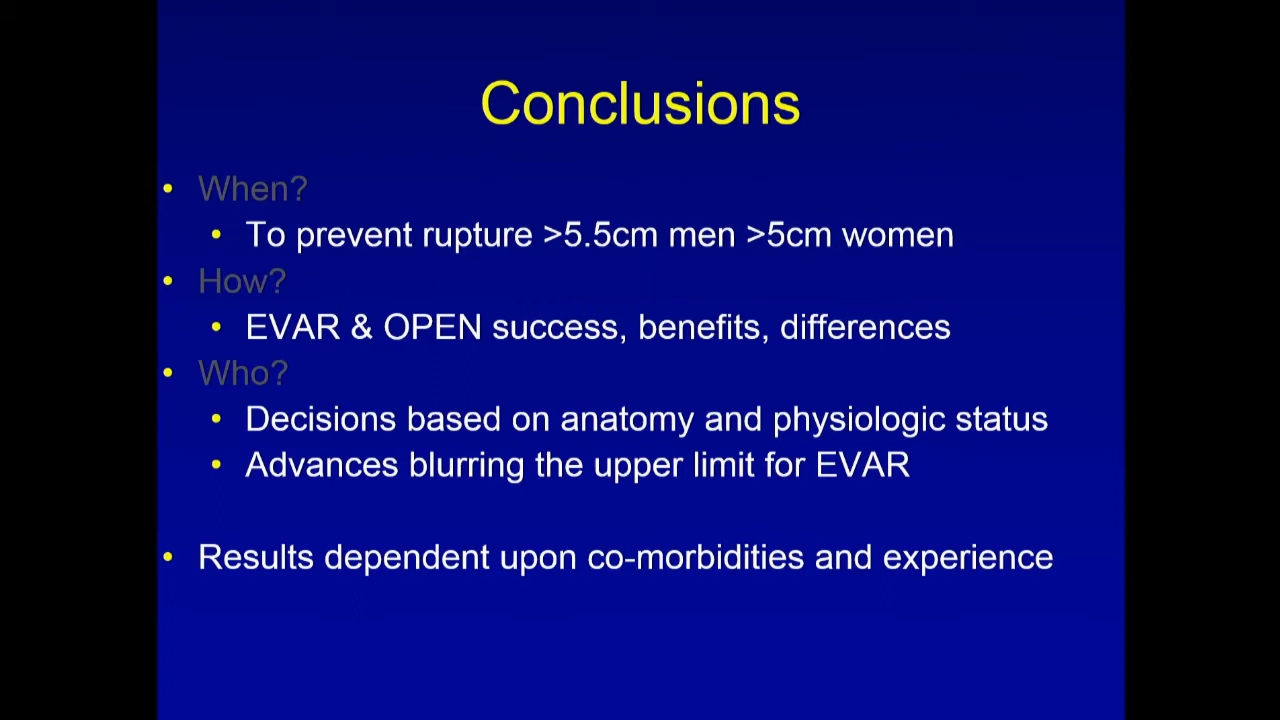 Conclusions
• When?
• To prevent rupture >5.5cm men >5cm women
• How?
• EVAR & OPEN success, benefits, differences
• Who?
• Decisions based on anatomy and physiologic status
• Advances blurring the upper limit for EVAR
• Results dependent upon co-morbidities and experience